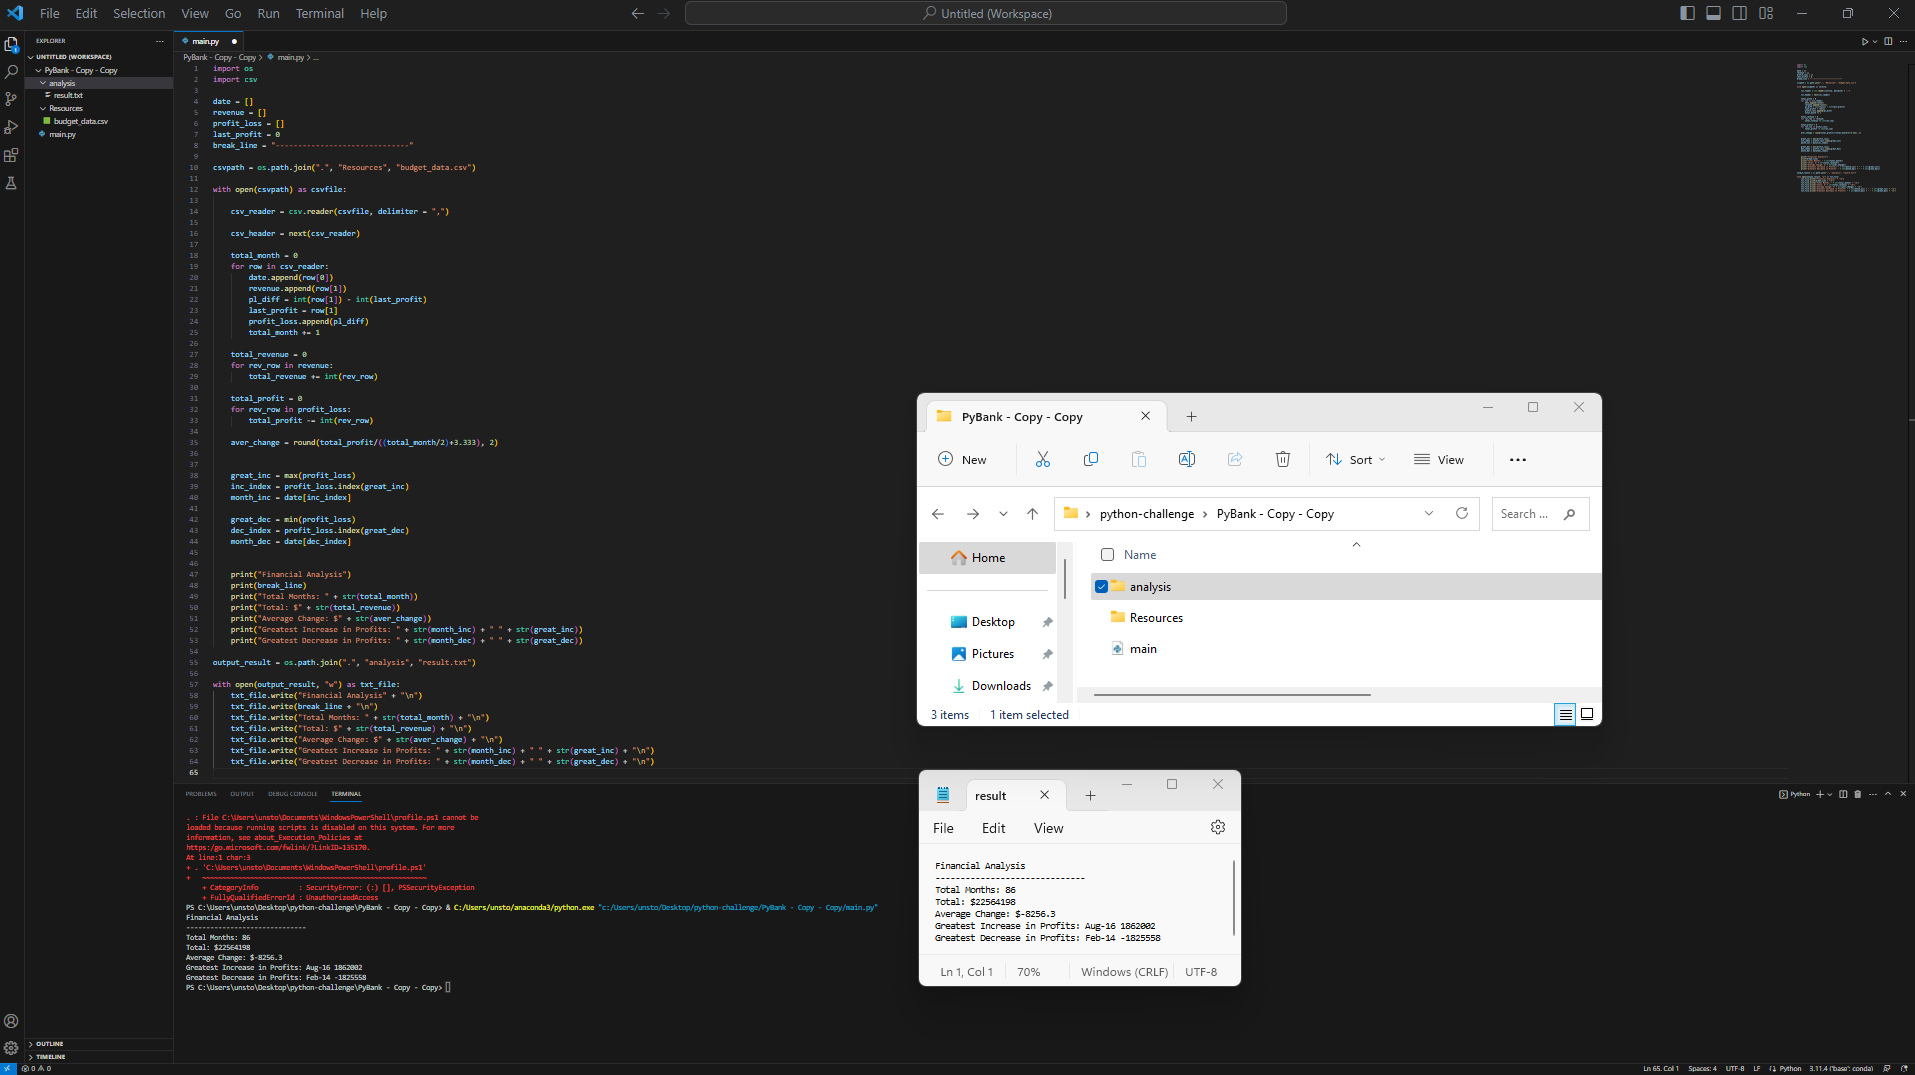 File Edit Selection View Go Run Terminal Help
Untitled (Workspace)
EXPLORER
UNTITLED (WORKSPACE)
PyBank - Copy - Copy
analysis
result.txt
Resources
budget_data.csv
main.py
OUTLINE
TIMELINE
main.py
PyBank - Copy - Copy > main.py > ...
1 import os
2 import csv
3
4 date = []
5 revenue = []
6 profit_loss = []
7 last_profit = 0
8 break_line = "------------------------------"
9
10 csvpath = os.path.join(".", "Resources", "budget_data.csv")
11
12 with open(csvpath) as csvfile:
13
14 csv_reader = csv.reader(csvfile, delimiter = ",")
15
16 csv_header = next(csv_reader)
17
18 total_month = 0
19 for row in csv_reader:
20 date.append(row[0])
21 revenue.append(row[1])
22 pl_diff = int(row[1]) - int(last_profit)
23 last_profit = row[1]
24 profit_loss.append(pl_diff)
25 total_month += 1
26
27 total_revenue = 0
28 for rev_row in revenue:
29 total_revenue += int(rev_row)
30
31 total_profit = 0
32 for rev_row in profit_loss:
33 total_profit -= int(rev_row)
34
35 aver_change = round(total_profit/((total_month/2)+3.333), 2)
36
37
38 great_inc = max(profit_loss)
39 inc_index = profit_loss.index(great_inc)
40 month_inc = date[inc_index]
41
42 great_dec = min(profit_loss)
43 dec_index = profit_loss.index(great_dec)
44 month_dec = date[dec_index]
45
46
47 print("Financial Analysis")
48 print(break_line)
49 print("Total Months: " + str(total_month))
50 print("Total: $" + str(total_revenue))
51 print("Average Change: $" + str(aver_change))
52 print("Greatest Increase in Profits: " + str(month_inc) + " " + str(great_inc))
53 print("Greatest Decrease in Profits: " + str(month_dec) + " " + str(great_dec))
54
55 output_result = os.path.join(".", "analysis", "result.txt")
56
57 with open(output_result, "w") as txt_file:
58 txt_file.write("Financial Analysis" + "\n")
59 txt_file.write(break_line + "\n")
60 txt_file.write("Total Months: " + str(total_month) + "\n")
61 txt_file.write("Total: $" + str(total_revenue) + "\n")
62 txt_file.write("Average Change: $" + str(aver_change) + "\n")
63 txt_file.write("Greatest Increase in Profits: " + str(month_inc) + " " + str(great_inc) + "\n")
64 txt_file.write("Greatest Decrease in Profits: " + str(month_dec) + " " + str(great_dec) + "\n")
65
PROBLEMS OUTPUT DEBUG CONSOLE TERMINAL
Python
. : File C:\Users\unsto\Documents\WindowsPowerShell\profile.ps1 cannot be
loaded because running scripts is disabled on this system. For more
information, see about_Execution_Policies at
https:/go.microsoft.com/fwlink/?LinkID=135170.
At line:1 char:3
+ . 'C:\Users\unsto\Documents\WindowsPowerShell\profile.ps1'
+ ~~~~~~~~~~~~~~~~~~~~~~~~~~~~~~~~~~~~~~~~~~~~~~~~~~~~~~~~
+ CategoryInfo : SecurityError: (:) [], PSSecurityException
+ FullyQualifiedErrorId : UnauthorizedAccess
PS C:\Users\unsto\Desktop\python-challenge\PyBank - Copy - Copy> & C:/Users/unsto/anaconda3/python.exe "c:/Users/unsto/Desktop/python-challenge/PyBank - Copy - Copy/main.py"
Financial Analysis
------------------------------
Total Months: 86
Total: $22564198
Average Change: $-8256.3
Greatest Increase in Profits: Aug-16 1862002
Greatest Decrease in Profits: Feb-14 -1825558
PS C:\Users\unsto\Desktop\python-challenge\PyBank - Copy - Copy>
PyBank - Copy - Copy
New
Sort
View
python-challenge > PyBank - Copy - Copy
Search ...
Home
Desktop
Pictures
Downloads
Name
analysis
Resources
main
3 items 1 item selected
result
File Edit View
Financial Analysis
------------------------------
Total Months: 86
Total: $22564198
Average Change: $-8256.3
Greatest Increase in Profits: Aug-16 1862002
Greatest Decrease in Profits: Feb-14 -1825558
Ln 1, Col 1 70% Windows (CRLF) UTF-8
0 0
Ln 65, Col 1 Spaces: 4 UTF-8 LF Python 3.11.4 ('base': conda)